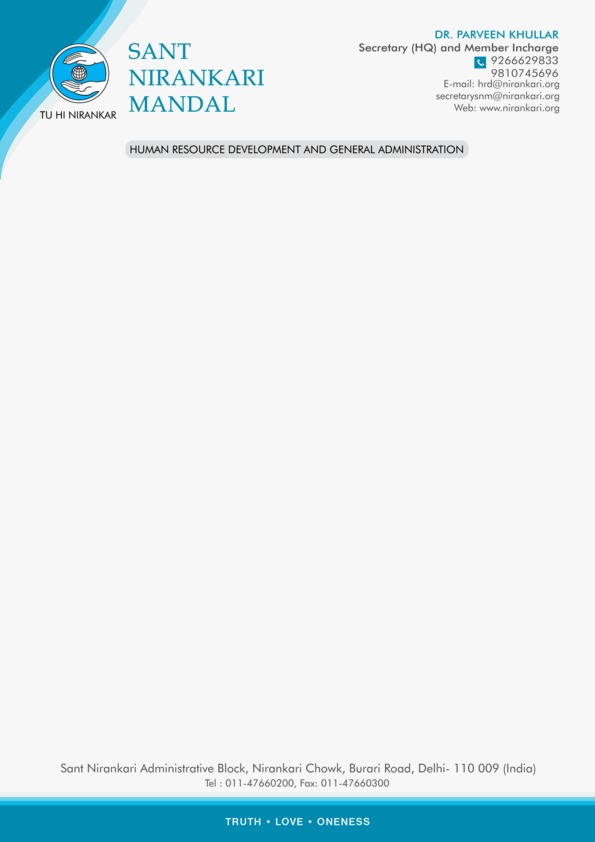 TU HI NIRANKAR
SANT
NIRANKARI
MANDAL
DR. PARVEEN KHULLAR
Secretary (HQ) and Member Incharge
9266629833
9810745696
E-mail: hrd@nirankari.org
secretarysnm@nirankari.org
Web: www.nirankari.org
HUMAN RESOURCE DEVELOPMENT AND GENERAL ADMINISTRATION
Sant Nirankari Administrative Block, Nirankari Chowk, Burari Road, Delhi- 110 009 (India)
Tel : 011-47660200, Fax: 011-47660300
TRUTH • LOVE • ONENESS